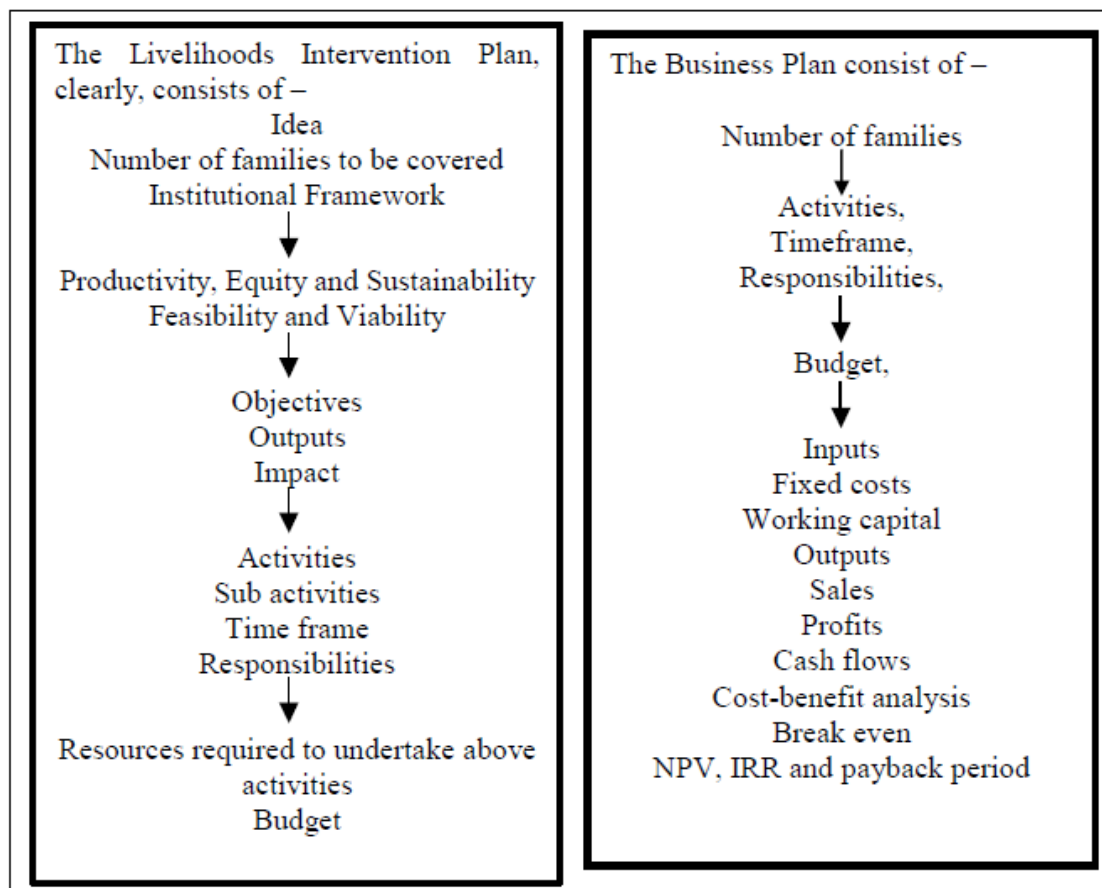 The Livelihoods Intervention Plan,
clearly, consists of –
Idea
Number of families to be covered
Institutional Framework
Productivity, Equity and Sustainability
Feasibility and Viability
Objectives
Outputs
Impact
Activities
Sub activities
Time frame
Responsibilities
Resources required to undertake above
activities
Budget
The Business Plan consist of –
Number of families
Activities,
Timeframe,
Responsibilities,
Budget,
Inputs
Fixed costs
Working capital
Outputs
Sales
Profits
Cash flows
Cost-benefit analysis
Break even
NPV, IRR and payback period